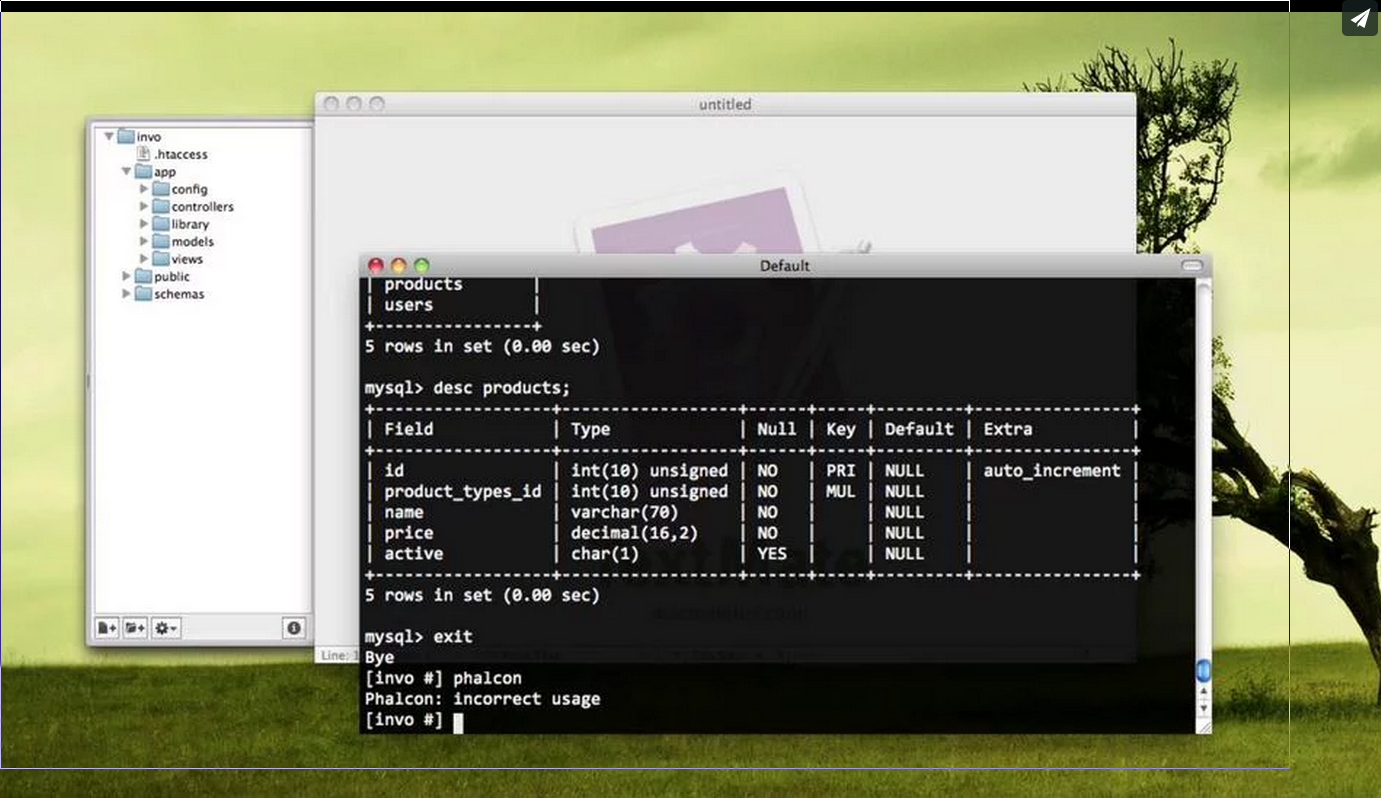 untitled
invo
.htaccess
app
config
controllers
library
models
views
public
schemas
Default
| products |
| users |
+----------------+
5 rows in set (0.00 sec)
mysql> desc products;
+------------------+------------------+------+-----+---------+----------------+
| Field | Type | Null | Key | Default | Extra |
+------------------+------------------+------+-----+---------+----------------+
| id | int(10) unsigned | NO | PRI | NULL | auto_increment |
| product_types_id | int(10) unsigned | NO | MUL | NULL | |
| name | varchar(70) | NO | | NULL | |
| price | decimal(16,2) | NO | | NULL | |
| active | char(1) | YES | | NULL | |
+------------------+------------------+------+-----+---------+----------------+
5 rows in set (0.00 sec)
mysql> exit
Bye
[invo #] phalcon
Phalcon: incorrect usage
[invo #]
Line: